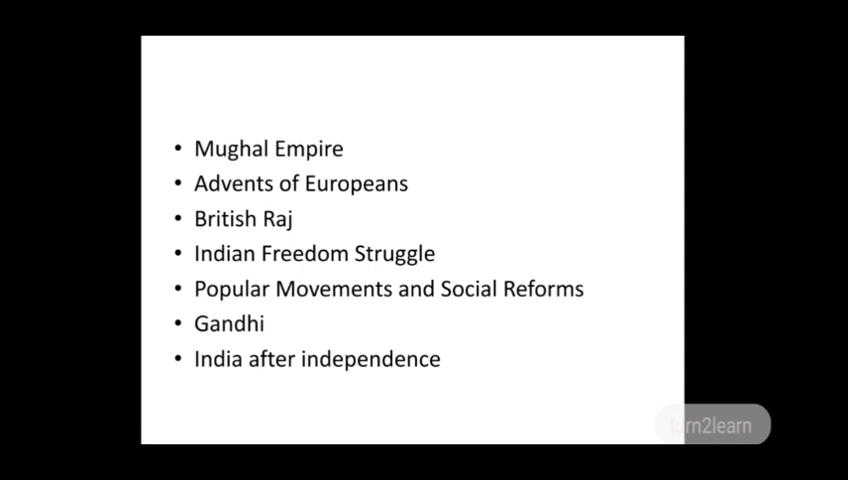 • Mughal Empire
• Advents of Europeans
• British Raj
• Indian Freedom Struggle
• Popular Movements and Social Reforms
• Gandhi
• India after independence
turn2learn